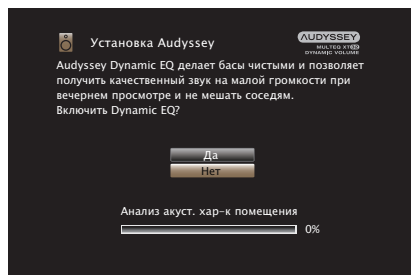 Установка Audyssey
AUDYSSEY
MULTEQ XT32
DYNAMIC VOLUME
Audyssey Dynamic EQ делает басы чистыми и позволяет
получить качественный звук на малой громкости при
вечернем просмотре и не мешать соседям.
Включить Dynamic EQ?
Да
Нет
Анализ акуст. хар-к помещения
0%